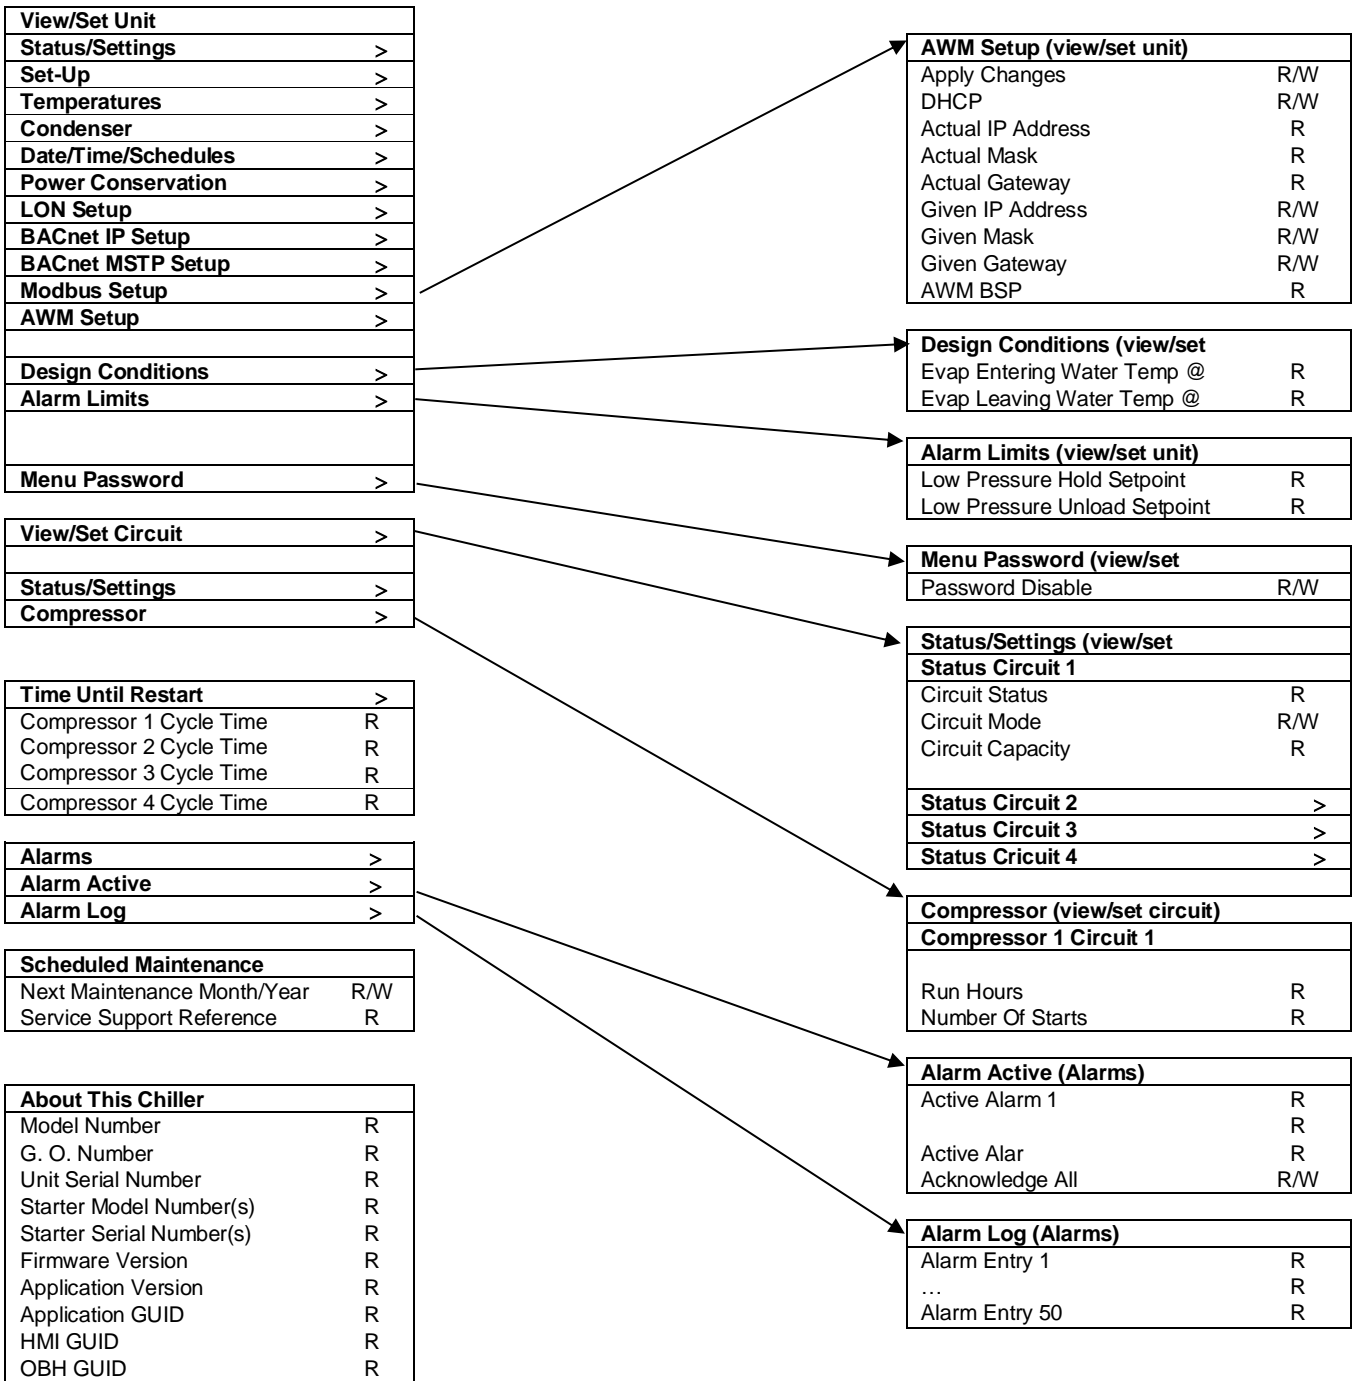 View/Set Unit
Status/Settings >
Set-Up >
Temperatures >
Condenser >
Date/Time/Schedules >
Power Conservation >
LON Setup >
BACnet IP Setup >
BACnet MSTP Setup >
Modbus Setup >
AWM Setup >
Design Conditions >
Alarm Limits >
Menu Password >
View/Set Circuit >
Status/Settings >
Compressor >
Time Until Restart >
Compressor 1 Cycle Time R
Compressor 2 Cycle Time R
Compressor 3 Cycle Time R
Compressor 4 Cycle Time R
Alarms >
Alarm Active >
Alarm Log >
Scheduled Maintenance
Next Maintenance Month/Year R/W
Service Support Reference R
About This Chiller
Model Number R
G. O. Number R
Unit Serial Number R
Starter Model Number(s) R
Starter Serial Number(s) R
Firmware Version R
Application Version R
Application GUID R
HMI GUID R
OBH GUID R
AWM Setup (view/set unit)
Apply Changes R/W
DHCP R/W
Actual IP Address R
Actual Mask R
Actual Gateway R
Given IP Address R/W
Given Mask R/W
Given Gateway R/W
AWM BSP R
Design Conditions (view/set
Evap Entering Water Temp @ R
Evap Leaving Water Temp @ R
Alarm Limits (view/set unit)
Low Pressure Hold Setpoint R
Low Pressure Unload Setpoint R
Menu Password (view/set
Password Disable R/W
Status/Settings (view/set
Status Circuit 1
Circuit Status R
Circuit Mode R/W
Circuit Capacity R
Status Circuit 2 >
Status Circuit 3 >
Status Cricuit 4 >
Compressor (view/set circuit)
Compressor 1 Circuit 1
Run Hours R
Number Of Starts R
Alarm Active (Alarms)
Active Alarm 1 R
R
Active Alar R
Acknowledge All R/W
Alarm Log (Alarms)
Alarm Entry 1 R
… R
Alarm Entry 50 R